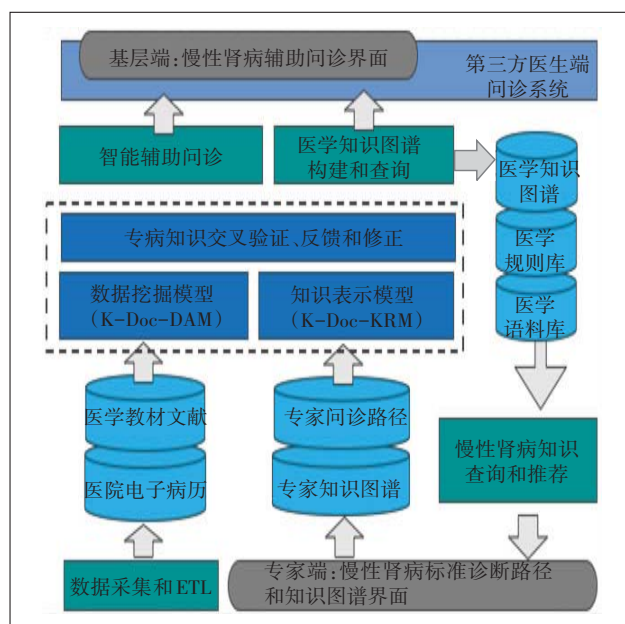 基层端:慢性肾病辅助问诊界面
第三方医生端
问诊系统
智能辅助问诊
医学知识图谱
构建和查询
医学知识
图谱
医学
规则库
医学
语料库
专病知识交叉验证、反馈和修正
数据挖掘模型
(K-Doc-DAM)
知识表示模型
(K-Doc-KRM)
医学教材文献
医院电子病历
专家问诊路径
专家知识图谱
慢性肾病知识
查询和推荐
数据采集和ETL
专家端:慢性肾病标准诊断路径
和知识图谱界面